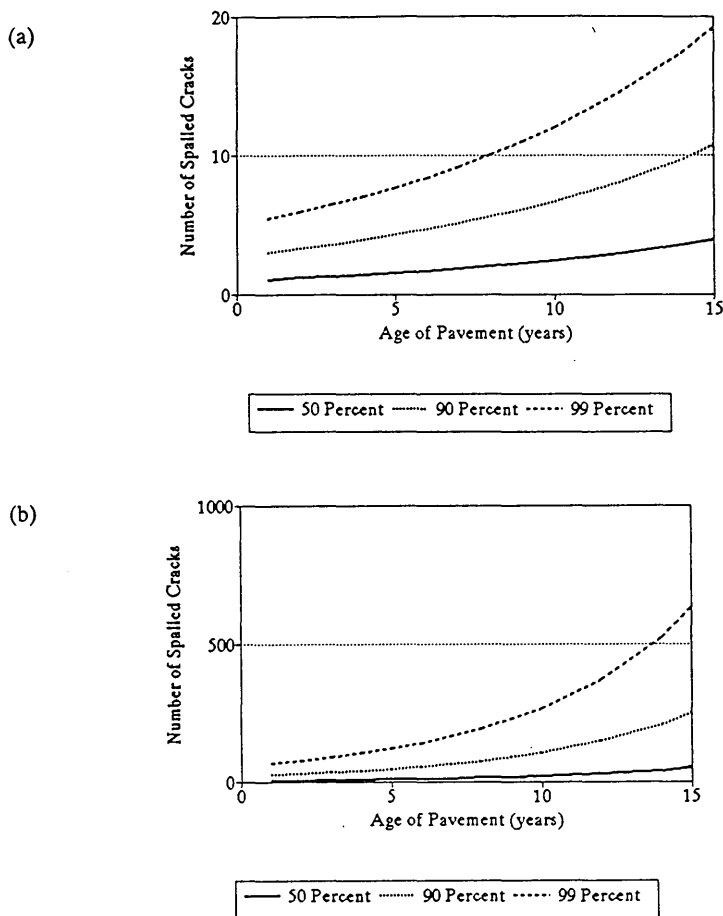 (a)
20
10
0
Number of Spalled Cracks
0 5 10 15
Age of Pavement (years)
50 Percent 90 Percent 99 Percent
(b)
1000
500
0
Number of Spalled Cracks
0 5 10 15
Age of Pavement (years)
50 Percent 90 Percent 99 Percent